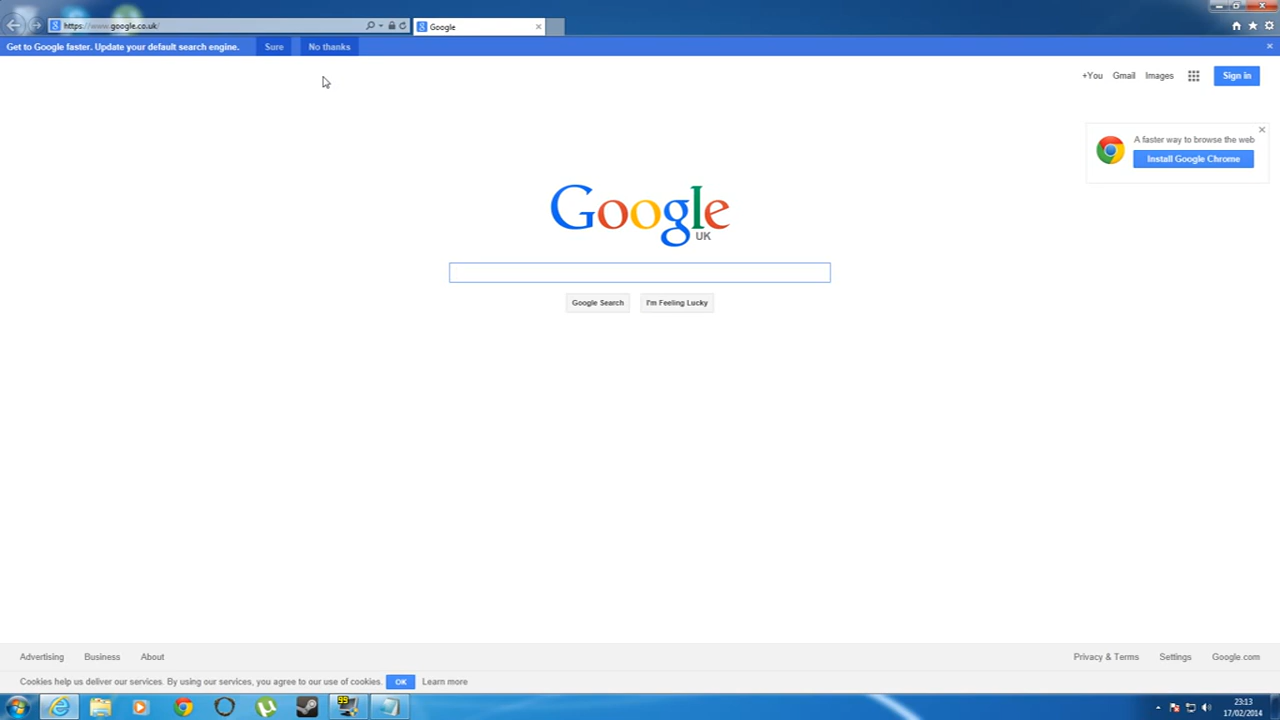 https://www.google.co.uk/
Google
Get to Google faster. Update your default search engine.
Sure
No thanks
+You
Gmail
Images
Sign in
A faster way to browse the web
Install Google Chrome
Google
UK
Google Search
I'm Feeling Lucky
Advertising
Business
About
Privacy & Terms
Settings
Google.com
Cookies help us deliver our services. By using our services, you agree to our use of cookies.
OK
Learn more
99
23:13
17/02/2014